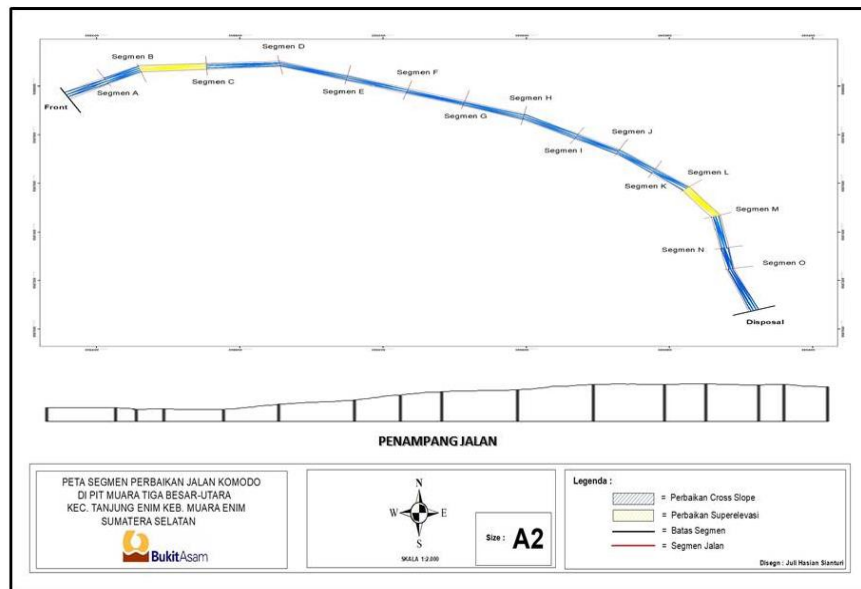 Segmen B
Segmen D
Segmen C
Segmen A
Front
Segmen F
Segmen E
Segmen H
Segmen G
Segmen J
Segmen I
Segmen L
Segmen K
Segmen M
Segmen N
Segmen O
Disposal
PENAMPANG JALAN
PETA SEGMEN PERBAIKAN JALAN KOMODO
DI PIT MUARA TIGA BESAR-UTARA
KEC. TANJUNG ENIM KEB. MUARA ENIM
SUMATERA SELATAN
BukitAsam
N
W E
S
SKALA 1:2.000
Size : A2
Legenda :
= Perbaikan Cross Slope
= Perbaikan Superelevasi
= Batas Segmen
= Segmen Jalan
Disegn : Juli Hasian Sianturi